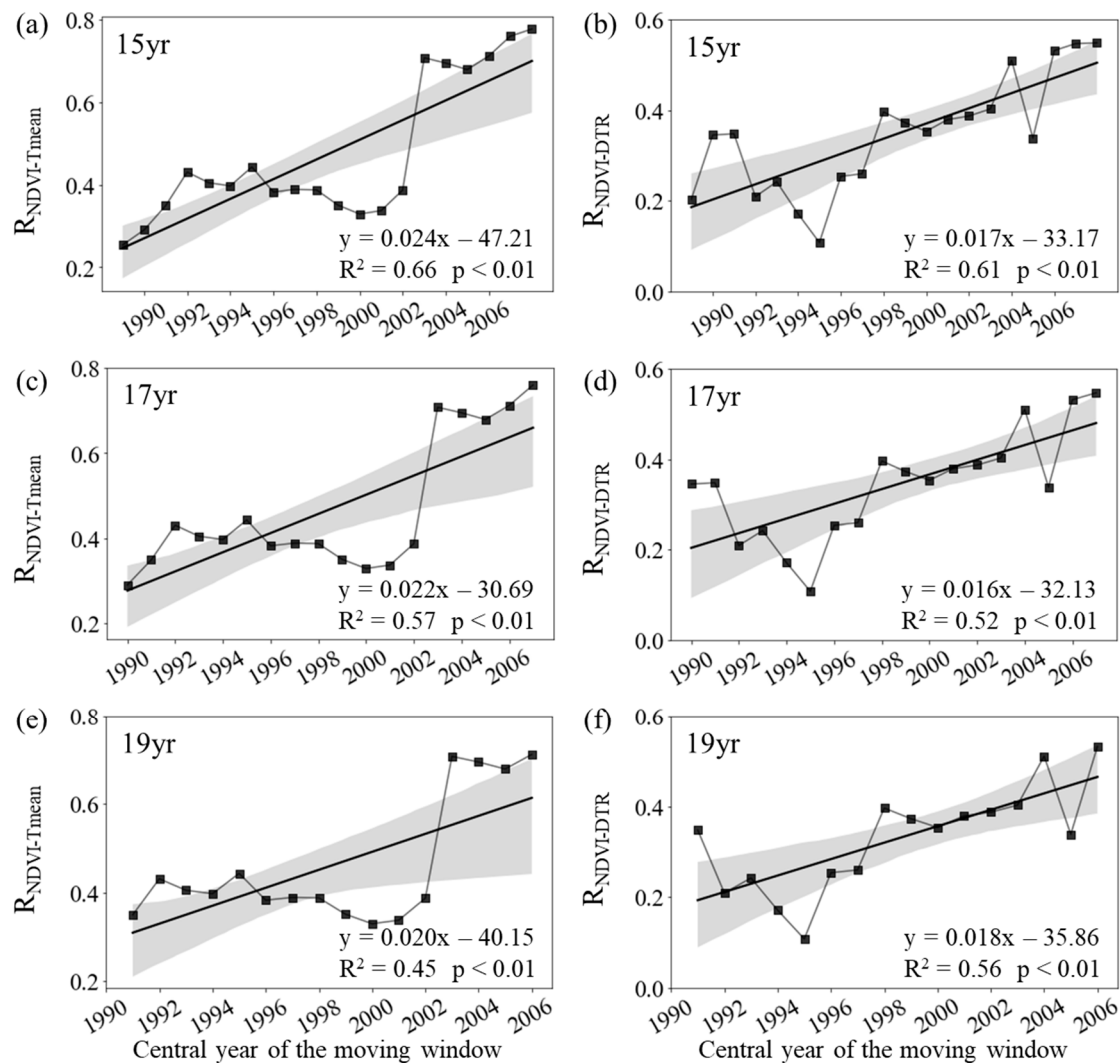 (a)
15yr
0.8
0.6
0.4
0.2
R_NDVI-Tmean
y = 0.024x – 47.21
R² = 0.66 p < 0.01
1990 1992 1994 1996 1998 2000 2002 2004 2006
(b)
15yr
0.6
0.4
0.2
0.0
R_NDVI-DTR
y = 0.017x – 33.17
R² = 0.61 p < 0.01
1990 1992 1994 1996 1998 2000 2002 2004 2006
(c)
17yr
0.8
0.6
0.4
0.2
R_NDVI-Tmean
y = 0.022x – 30.69
R² = 0.57 p < 0.01
1990 1992 1994 1996 1998 2000 2002 2004 2006
(d)
17yr
0.6
0.4
0.2
0.0
R_NDVI-DTR
y = 0.016x – 32.13
R² = 0.52 p < 0.01
1990 1992 1994 1996 1998 2000 2002 2004 2006
(e)
19yr
0.8
0.6
0.4
0.2
R_NDVI-Tmean
y = 0.020x – 40.15
R² = 0.45 p < 0.01
1990 1992 1994 1996 1998 2000 2002 2004 2006
Central year of the moving window
(f)
19yr
0.6
0.4
0.2
0.0
R_NDVI-DTR
y = 0.018x – 35.86
R² = 0.56 p < 0.01
1990 1992 1994 1996 1998 2000 2002 2004 2006
Central year of the moving window